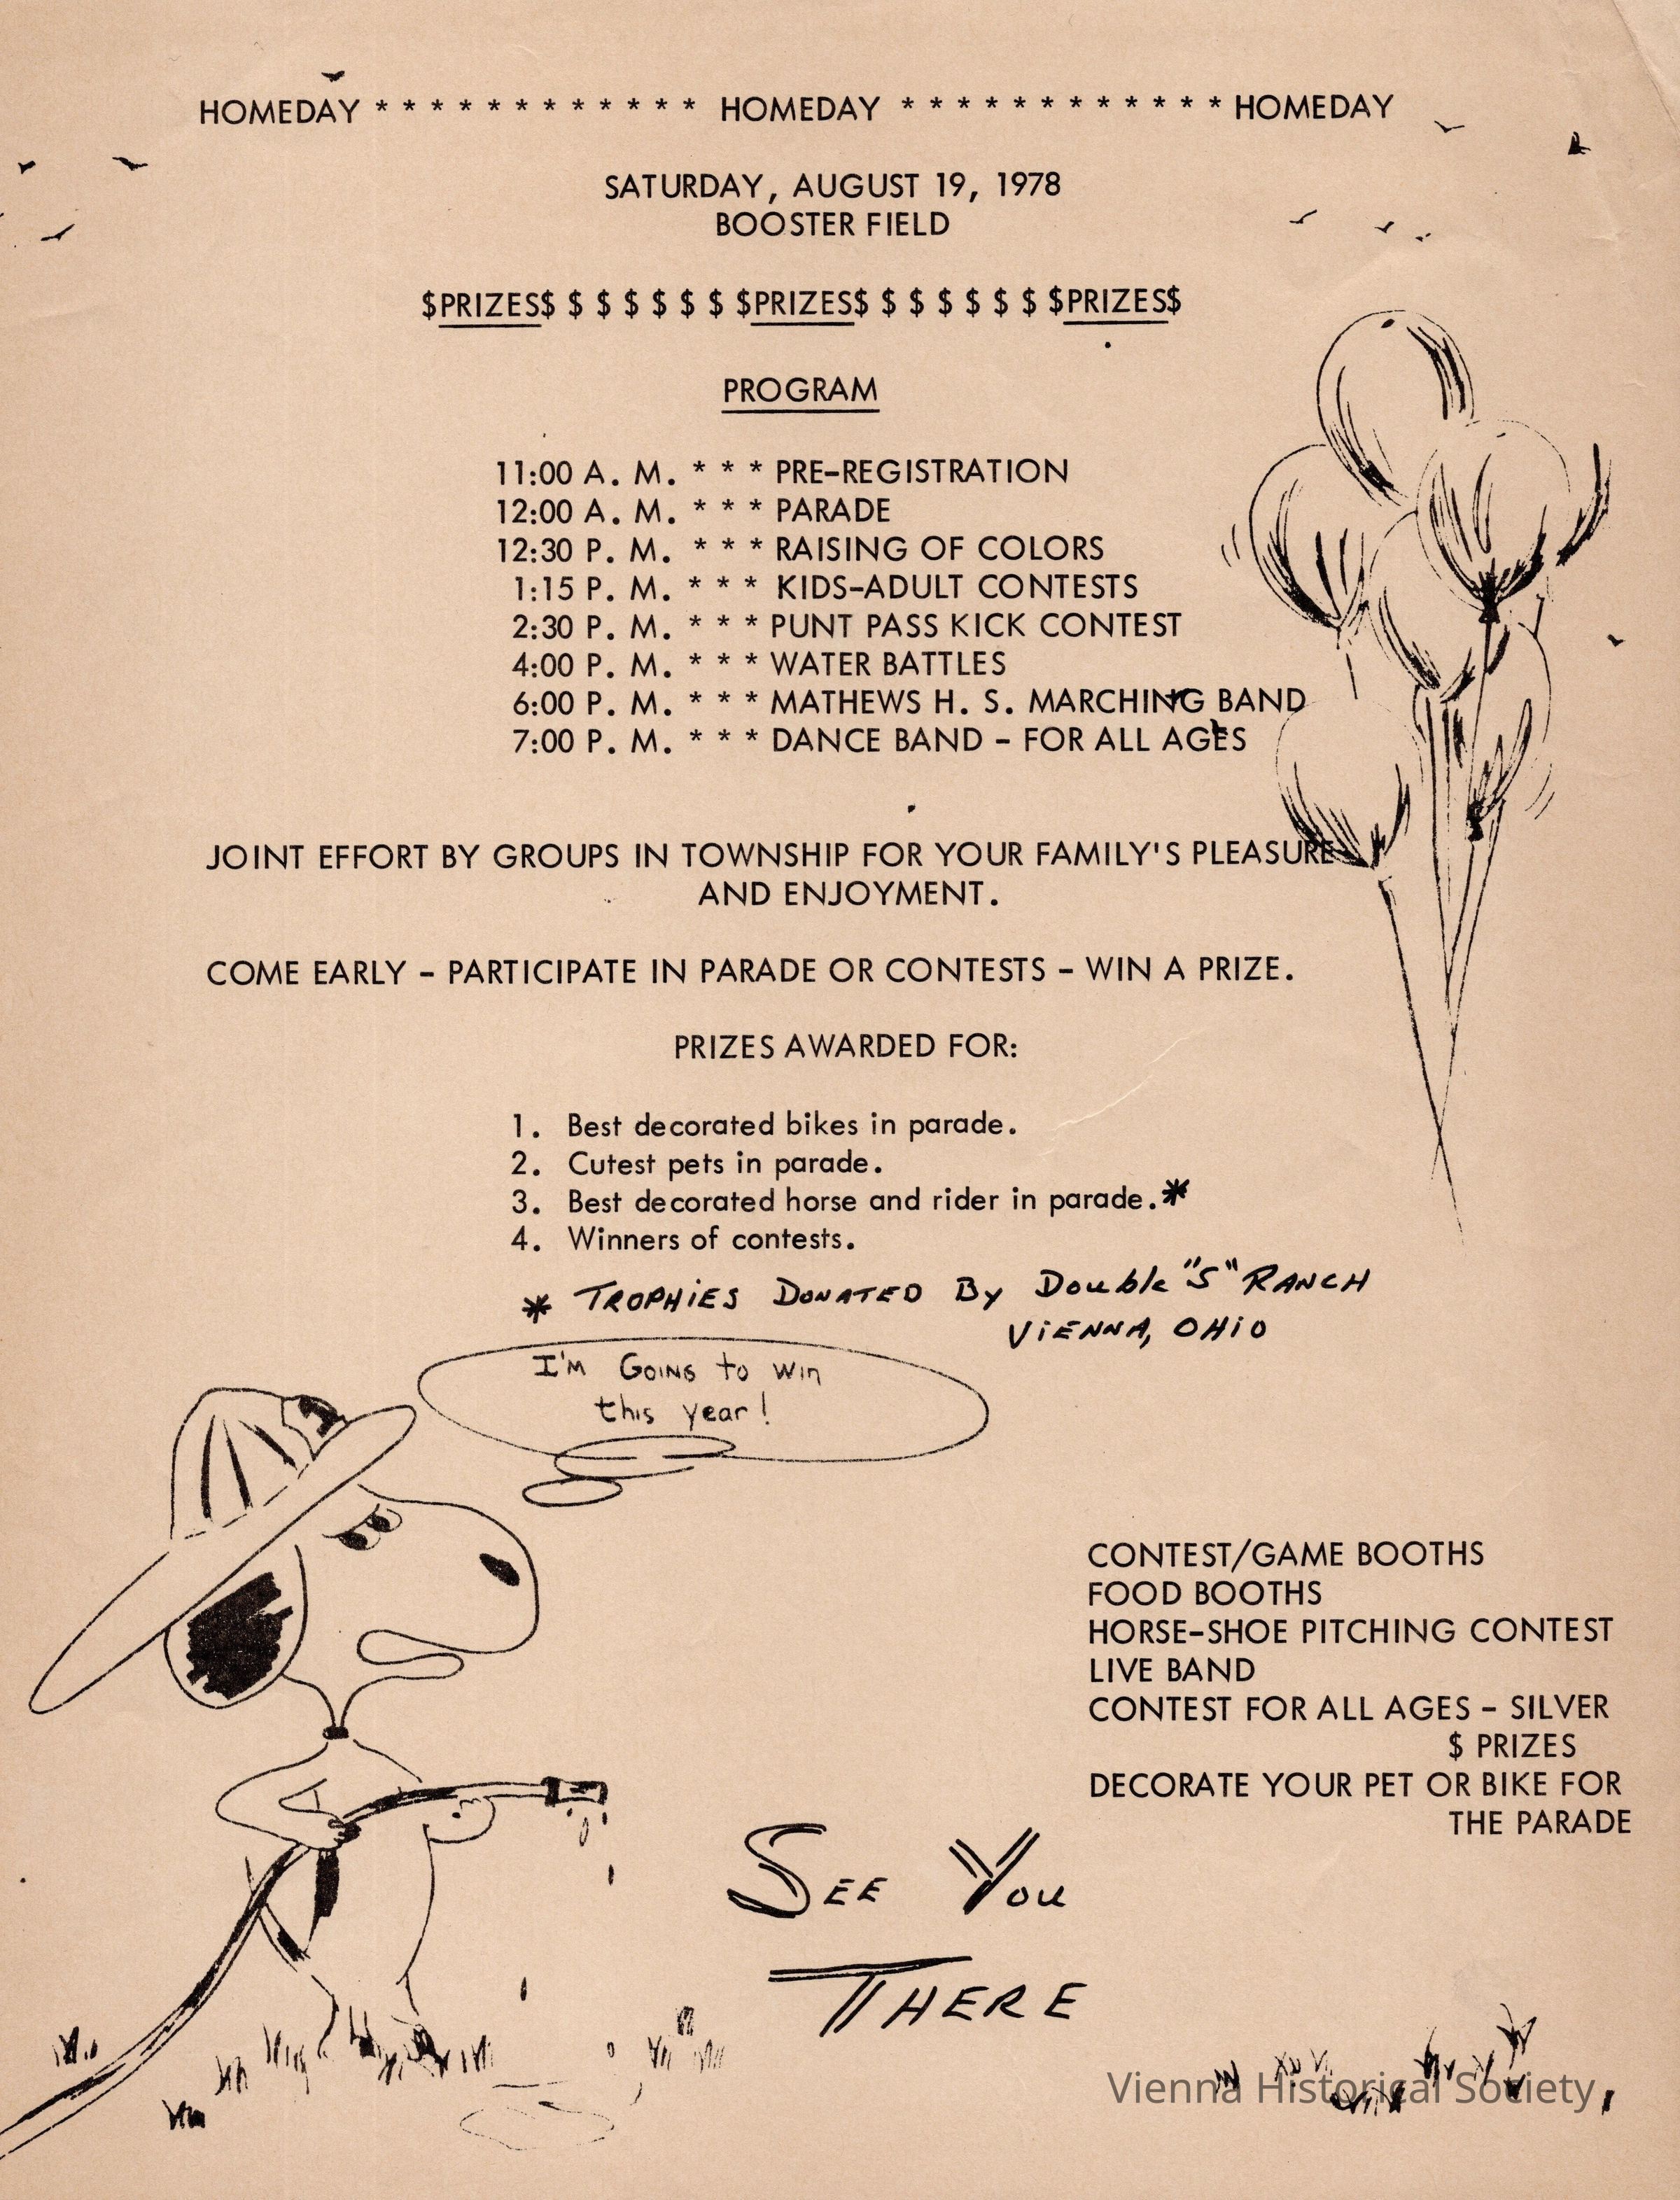 HOMEDAY * * * * * * * * * * * * HOMEDAY * * * * * * * * * * * * HOMEDAY
SATURDAY, AUGUST 19, 1978
BOOSTER FIELD
$PRIZES$ $ $ $ $ $ $ $PRIZES$ $ $ $ $ $ $ $PRIZES$
PROGRAM
11:00 A. M. * * * PRE-REGISTRATION
12:00 A. M. * * * PARADE
12:30 P. M. * * * RAISING OF COLORS
1:15 P. M. * * * KIDS-ADULT CONTESTS
2:30 P. M. * * * PUNT PASS KICK CONTEST
4:00 P. M. * * * WATER BATTLES
6:00 P. M. * * * MATHEWS H. S. MARCHING BAND
7:00 P. M. * * * DANCE BAND - FOR ALL AGES
JOINT EFFORT BY GROUPS IN TOWNSHIP FOR YOUR FAMILY'S PLEASURE
AND ENJOYMENT.
COME EARLY - PARTICIPATE IN PARADE OR CONTESTS - WIN A PRIZE.
PRIZES AWARDED FOR:
1. Best decorated bikes in parade.
2. Cutest pets in parade.
3. Best decorated horse and rider in parade.*
4. Winners of contests.
* TROPHiES DONATED By Double "S" RANCH
ViENNA, OHiO
I'M GOING to win
this year!
CONTEST/GAME BOOTHS
FOOD BOOTHS
HORSE-SHOE PITCHING CONTEST
LIVE BAND
CONTEST FOR ALL AGES - SILVER
$ PRIZES
DECORATE YOUR PET OR BIKE FOR
THE PARADE
SEE You
THERE
Vienna Historical Society